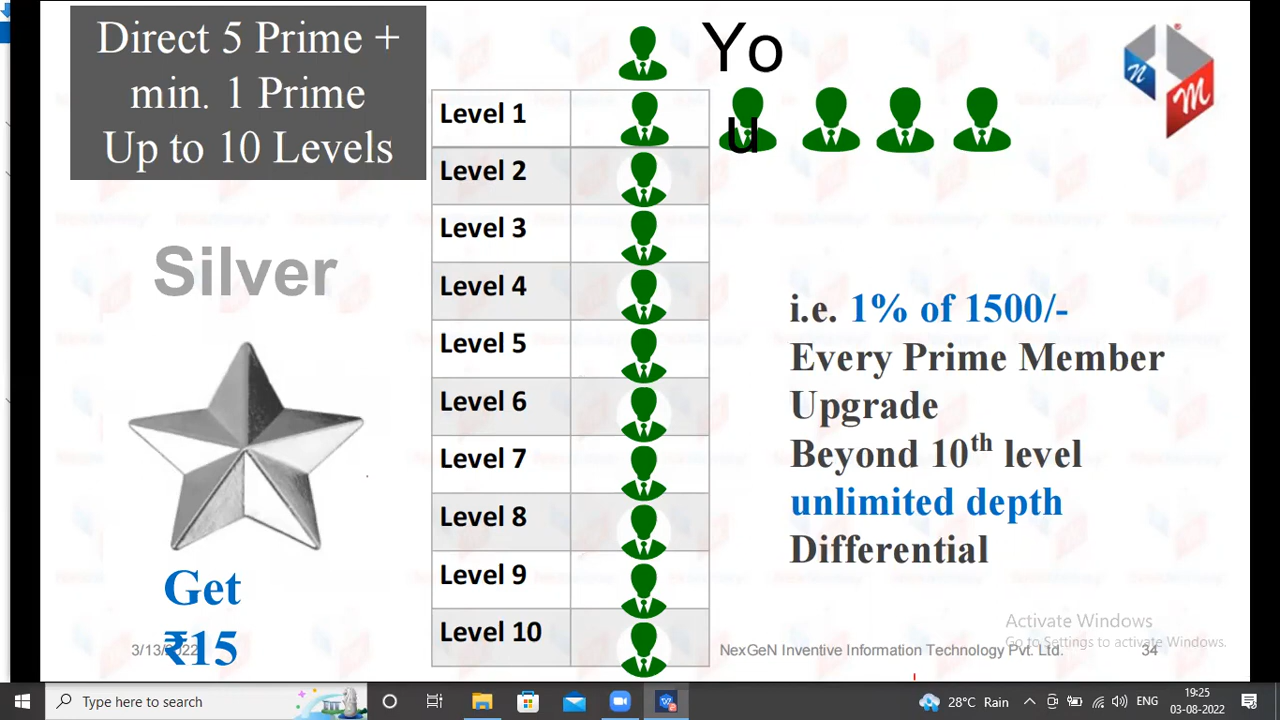 Direct 5 Prime +
min. 1 Prime
Up to 10 Levels
Silver
Get
₹15
Yo
u
Level 1
Level 2
Level 3
Level 4
Level 5
Level 6
Level 7
Level 8
Level 9
Level 10
n
m
i.e. 1% of 1500/-
Every Prime Member
Upgrade
Beyond 10th level
unlimited depth
Differential
Activate Windows
Go to Settings to activate Windows.
3/13/2022
NexGeN Inventive Information Technology Pvt. Ltd.
34
Type here to search
28°C Rain
ENG
19:25
03-08-2022